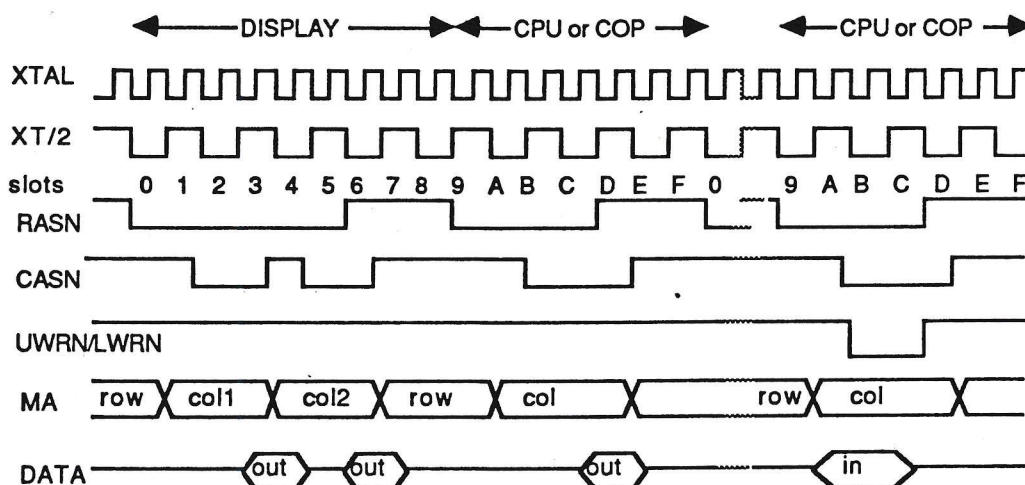 DISPLAY CPU or COP CPU or COP
XTAL
XT/2
slots 0 1 2 3 4 5 6 7 8 9 A B C D E F 0 9 A B C D E F
RASN
CASN
UWRN/LWRN
MA row col1 col2 row col row col
DATA out out out in